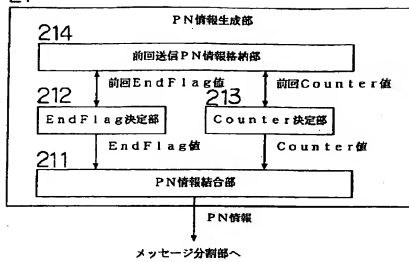 PN情報生成部
214
前回送信PN情報格納部
前回EndFlag値
前回Counter値
212
213
EndFlag決定部
Counter決定部
EndFlag値
Counter値
211
PN情報結合部
PN情報
メッセージ分割部へ